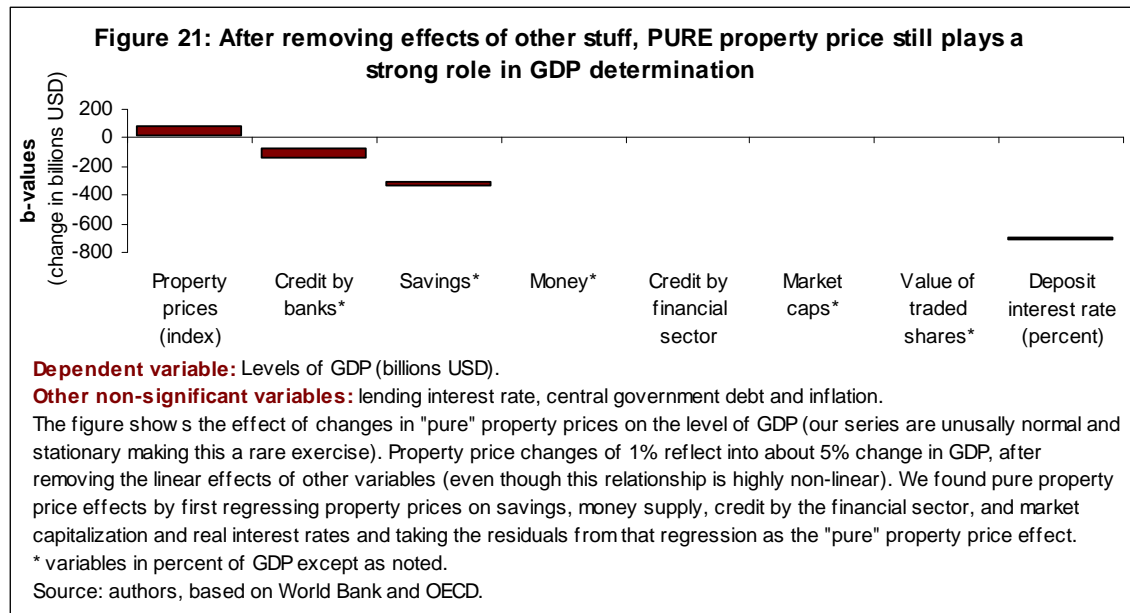 Figure 21: After removing effects of other stuff, PURE property price still plays a
strong role in GDP determination
b-values
(change in billions USD)
200
0
-200
-400
-600
-800
Property
prices
(index)
Credit by
banks*
Savings*
Money*
Credit by
financial
sector
Market
caps*
Value of
traded
shares*
Deposit
interest rate
(percent)
Dependent variable: Levels of GDP (billions USD).
Other non-significant variables: lending interest rate, central government debt and inflation.
The figure shows the effect of changes in "pure" property prices on the level of GDP (our series are unusally normal and
stationary making this a rare exercise). Property price changes of 1% reflect into about 5% change in GDP, after
removing the linear effects of other variables (even though this relationship is highly non-linear). We found pure property
price effects by first regressing property prices on savings, money supply, credit by the financial sector, and market
capitalization and real interest rates and taking the residuals from that regression as the "pure" property price effect.
* variables in percent of GDP except as noted.
Source: authors, based on World Bank and OECD.